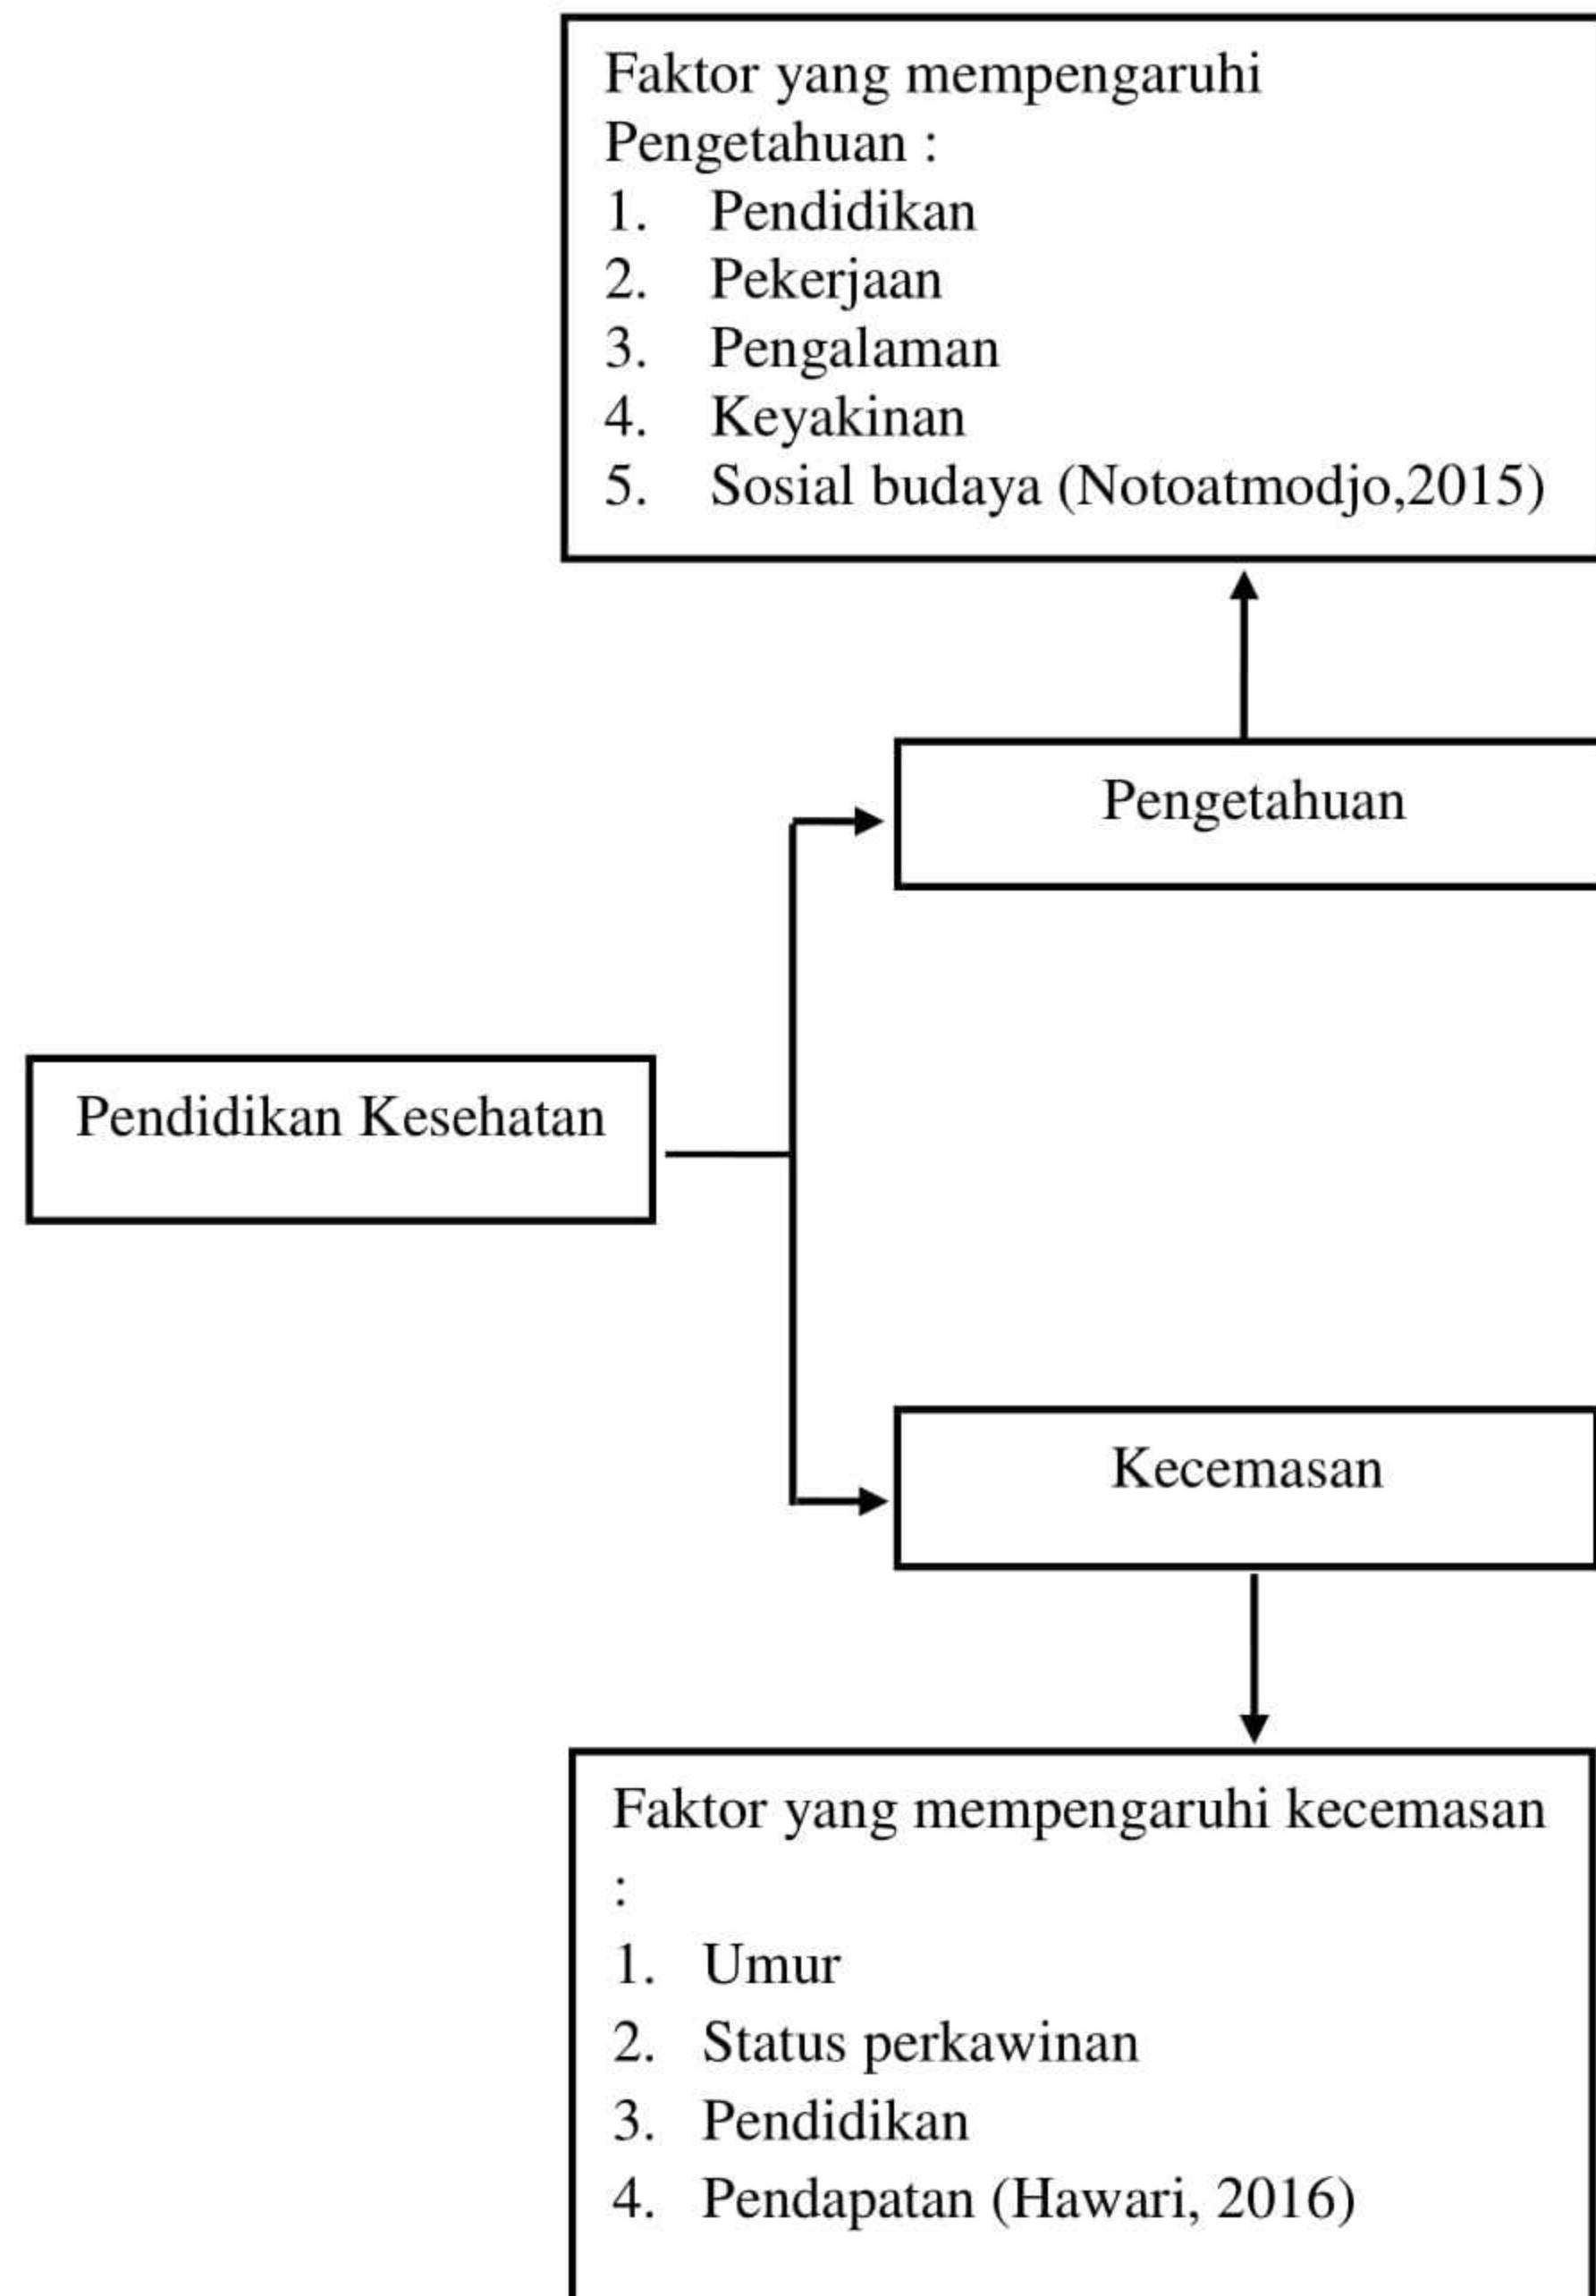 Faktor yang mempengaruhi
Pengetahuan :
1. Pendidikan
2. Pekerjaan
3. Pengalaman
4. Keyakinan
5. Sosial budaya (Notoatmodjo,2015)
Pengetahuan
Pendidikan Kesehatan
Kecemasan
Faktor yang mempengaruhi kecemasan
:
1. Umur
2. Status perkawinan
3. Pendidikan
4. Pendapatan (Hawari, 2016)